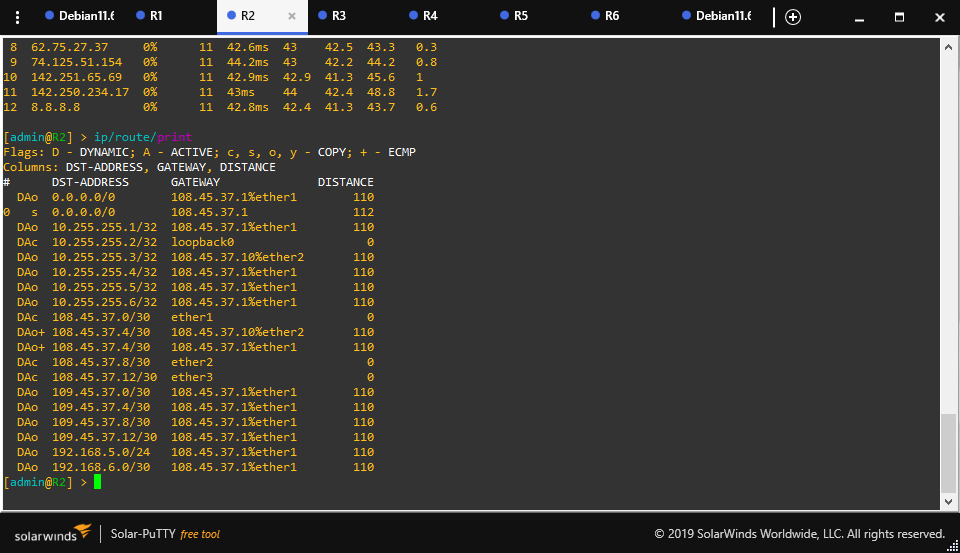 Debian11.6 R1 R2 × R3 R4 R5 R6 Debian11.6
8 62.75.27.37 0% 11 42.6ms 43 42.5 43.3 0.3
9 74.125.51.154 0% 11 44.2ms 43 42.2 44.2 0.8
10 142.251.65.69 0% 11 42.9ms 42.9 41.3 45.6 1
11 142.250.234.17 0% 11 43ms 44 42.4 48.8 1.7
12 8.8.8.8 0% 11 42.8ms 42.4 41.3 43.7 0.6
[admin@R2] > ip/route/print
Flags: D - DYNAMIC; A - ACTIVE; c, s, o, y - COPY; + - ECMP
Columns: DST-ADDRESS, GATEWAY, DISTANCE
# DST-ADDRESS GATEWAY DISTANCE
DAo 0.0.0.0/0 108.45.37.1%ether1 110
0 s 0.0.0.0/0 108.45.37.1 112
DAo 10.255.255.1/32 108.45.37.1%ether1 110
DAc 10.255.255.2/32 loopback0 0
DAo 10.255.255.3/32 108.45.37.10%ether2 110
DAo 10.255.255.4/32 108.45.37.1%ether1 110
DAo 10.255.255.5/32 108.45.37.1%ether1 110
DAo 10.255.255.6/32 108.45.37.1%ether1 110
DAc 108.45.37.0/30 ether1 0
DAo+ 108.45.37.4/30 108.45.37.10%ether2 110
DAo+ 108.45.37.4/30 108.45.37.1%ether1 110
DAc 108.45.37.8/30 ether2 0
DAc 108.45.37.12/30 ether3 0
DAo 109.45.37.0/30 108.45.37.1%ether1 110
DAo 109.45.37.4/30 108.45.37.1%ether1 110
DAo 109.45.37.8/30 108.45.37.1%ether1 110
DAo 109.45.37.12/30 108.45.37.1%ether1 110
DAo 192.168.5.0/24 108.45.37.1%ether1 110
DAo 192.168.6.0/30 108.45.37.1%ether1 110
[admin@R2] >
solarwinds Solar-PuTTY free tool © 2019 SolarWinds Worldwide, LLC. All rights reserved.